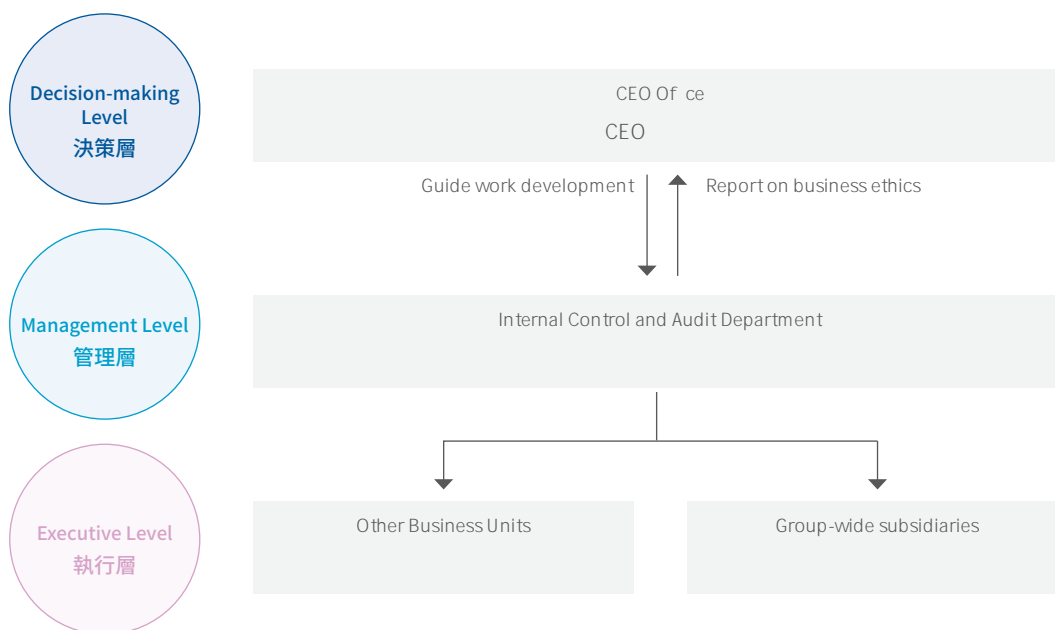 Decision-making
Level
決策層
CEO Of ce
CEO
Guide work development
Report on business ethics
Management Level
管理層
Internal Control and Audit Department
Executive Level
執行層
Other Business Units
Group-wide subsidiaries